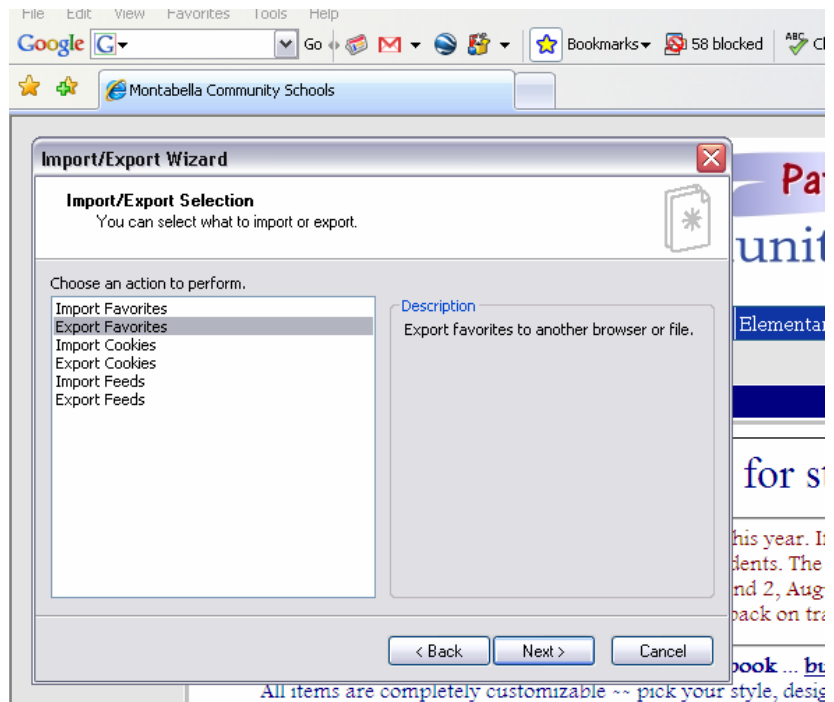 File Edit View Favorites Tools Help
Google G Go Bookmarks 58 blocked ABC
Montabella Community Schools
Import/Export Wizard
Import/Export Selection
You can select what to import or export.
Choose an action to perform.
Import Favorites
Export Favorites
Import Cookies
Export Cookies
Import Feeds
Export Feeds
Description
Export favorites to another browser or file.
< Back Next > Cancel
unit
Elementar
for st
his year. I
dents. The
nd 2, Aug
back on tra
book ... bu
All items are completely customizable ~~ pick your style, desig